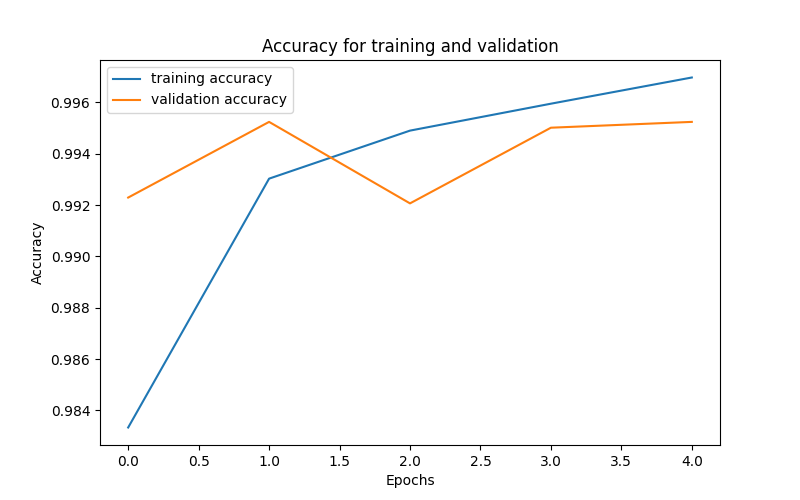 Accuracy for training and validation
training accuracy
validation accuracy
0.996
0.994
0.992
0.990
0.988
0.986
0.984
Accuracy
0.0 0.5 1.0 1.5 2.0 2.5 3.0 3.5 4.0
Epochs